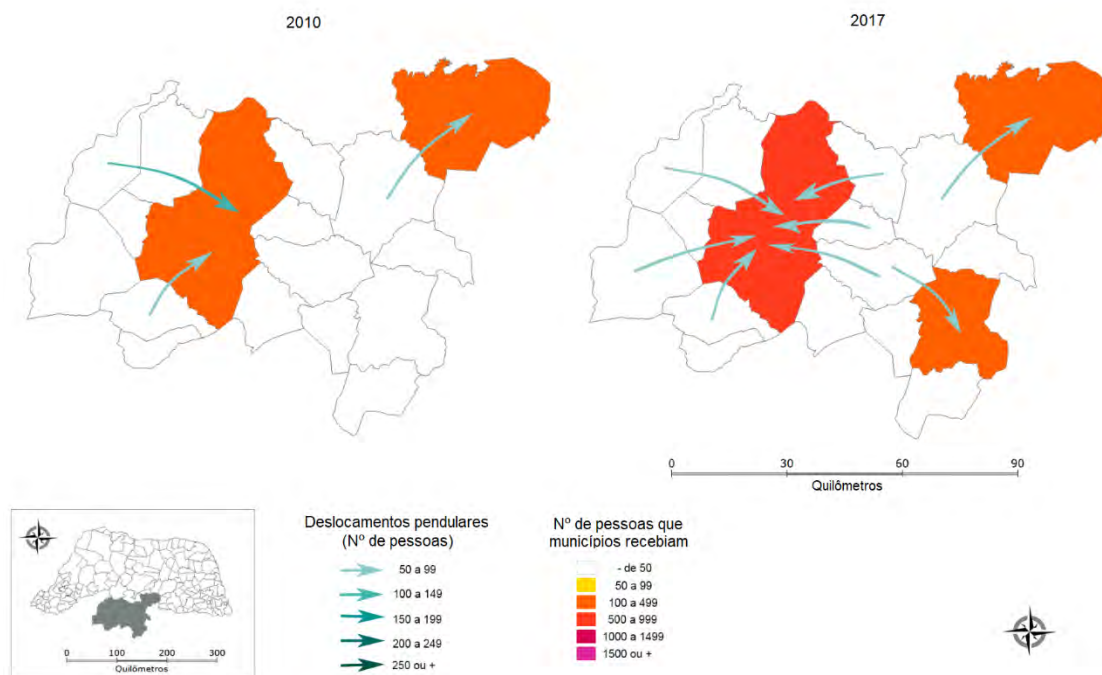 2010
2017
0 30 60 90
Quilômetros
Deslocamentos pendulares
(Nº de pessoas)
50 a 99
100 a 149
150 a 199
200 a 249
250 ou +
Nº de pessoas que
municípios recebiam
- de 50
50 a 99
100 a 499
500 a 999
1000 a 1499
1500 ou +
0 100 200 300
Quilômetros